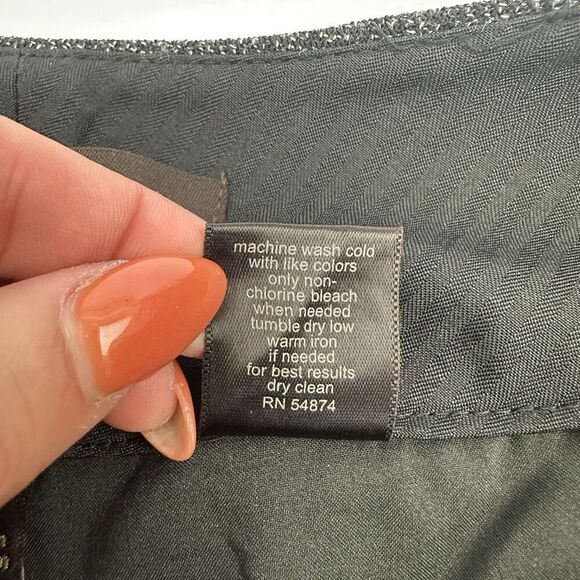 machine wash cold
with like colors
only non-
chlorine bleach
when needed
tumble dry low
warm iron
if needed
for best results
dry clean
RN 54874